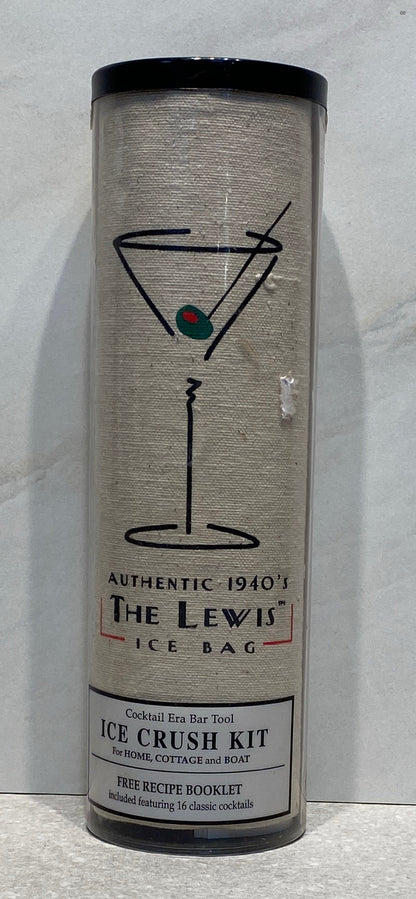 AUTHENTIC 1940's
THE LEWIS™
ICE BAG
Cocktail Era Bar Tool
ICE CRUSH KIT
For HOME, COTTAGE and BOAT
FREE RECIPE BOOKLET
included featuring 16 classic cocktails